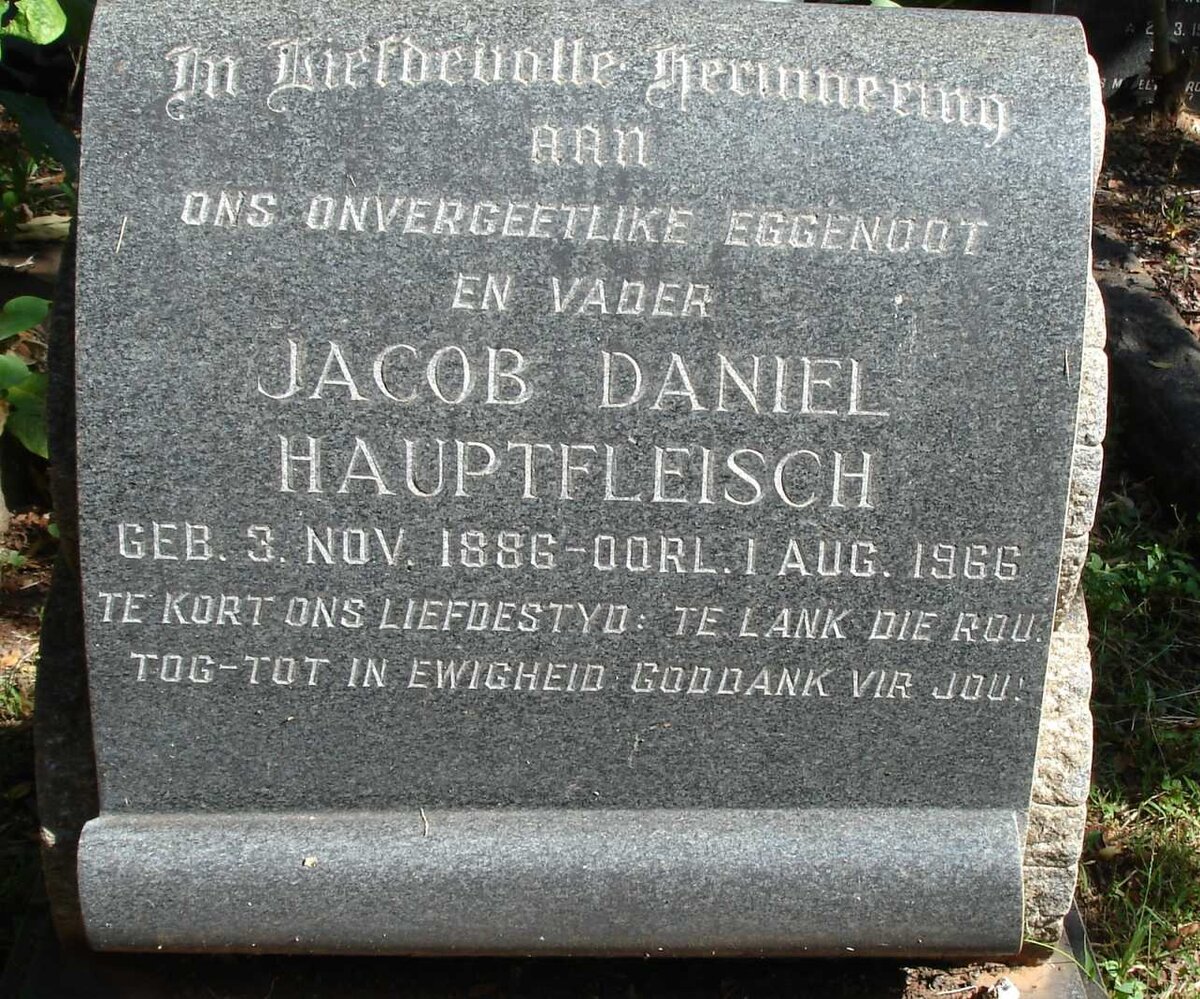 In Liefdevolle Herinnering
AAN
ONS ONVERGEETLIKE EGGENOOT
EN VADER
JACOB DANIEL
HAUPTFLEISCH
GEB. 3. NOV. 1886-OORL. 1 AUG. 1966
TE KORT ONS LIEFDESTYD: TE LANK DIE ROU.
TOG-TOT IN EWIGHEID GODDANK VIR JOU!